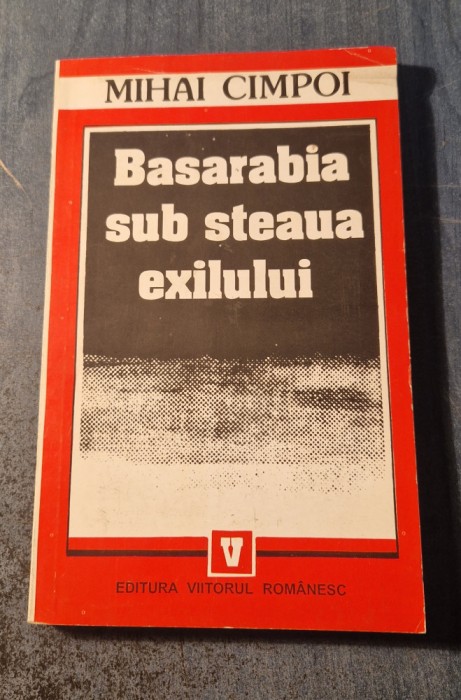 MIHAI CIMPOI
Basarabia
sub steaua
exilului
V
EDITURA VIITORUL ROMÂNESC